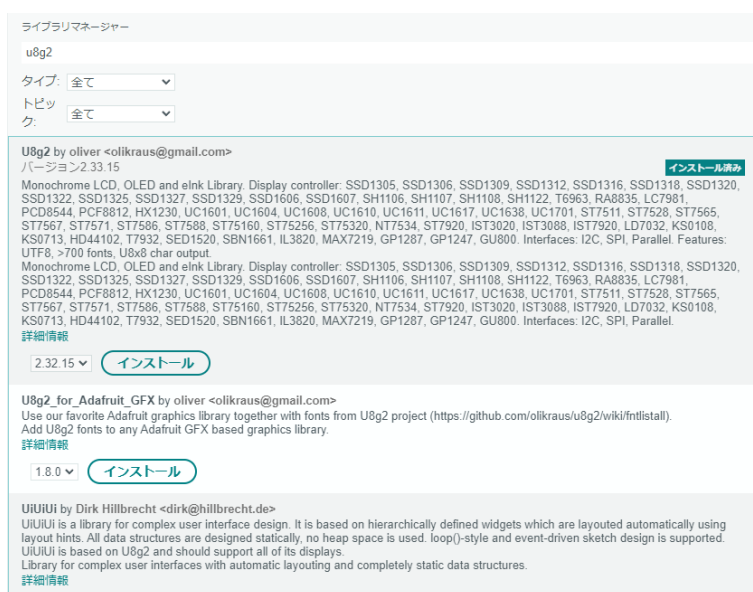 ライブラリマネージャー
u8g2
タイプ: 全て
トピッ
ク: 全て
U8g2 by oliver <olikraus@gmail.com>
バージョン2.33.15 インストール済み
Monochrome LCD, OLED and eInk Library. Display controller: SSD1305, SSD1306, SSD1309, SSD1312, SSD1316, SSD1318, SSD1320,
SSD1322, SSD1325, SSD1327, SSD1329, SSD1606, SSD1607, SH1106, SH1107, SH1108, SH1122, T6963, RA8835, LC7981,
PCD8544, PCF8812, HX1230, UC1601, UC1604, UC1608, UC1610, UC1611, UC1617, UC1638, UC1701, ST7511, ST7528, ST7565,
ST7567, ST7571, ST7586, ST7588, ST75160, ST75256, ST75320, NT7534, ST7920, IST3020, IST3088, IST7920, LD7032, KS0108,
KS0713, HD44102, T7932, SED1520, SBN1661, IL3820, MAX7219, GP1287, GP1247, GU800. Interfaces: I2C, SPI, Parallel. Features:
UTF8, >700 fonts, U8x8 char output.
Monochrome LCD, OLED and eInk Library. Display controller: SSD1305, SSD1306, SSD1309, SSD1312, SSD1316, SSD1318, SSD1320,
SSD1322, SSD1325, SSD1327, SSD1329, SSD1606, SSD1607, SH1106, SH1107, SH1108, SH1122, T6963, RA8835, LC7981,
PCD8544, PCF8812, HX1230, UC1601, UC1604, UC1608, UC1610, UC1611, UC1617, UC1638, UC1701, ST7511, ST7528, ST7565,
ST7567, ST7571, ST7586, ST7588, ST75160, ST75256, ST75320, NT7534, ST7920, IST3020, IST3088, IST7920, LD7032, KS0108,
KS0713, HD44102, T7932, SED1520, SBN1661, IL3820, MAX7219, GP1287, GP1247, GU800. Interfaces: I2C, SPI, Parallel.
詳細情報
2.32.15 インストール
U8g2_for_Adafruit_GFX by oliver <olikraus@gmail.com>
Use our favorite Adafruit graphics library together with fonts from U8g2 project (https://github.com/olikraus/u8g2/wiki/fntlistall).
Add U8g2 fonts to any Adafruit GFX based graphics library.
詳細情報
1.8.0 インストール
UiUiUi by Dirk Hillbrecht <dirk@hillbrecht.de>
UiUiUi is a library for complex user interface design. It is based on hierarchically defined widgets which are layouted automatically using
layout hints. All data structures are designed statically, no heap space is used. loop()-style and event-driven sketch design is supported.
UiUiUi is based on U8g2 and should support all of its displays.
Library for complex user interfaces with automatic layouting and completely static data structures.
詳細情報